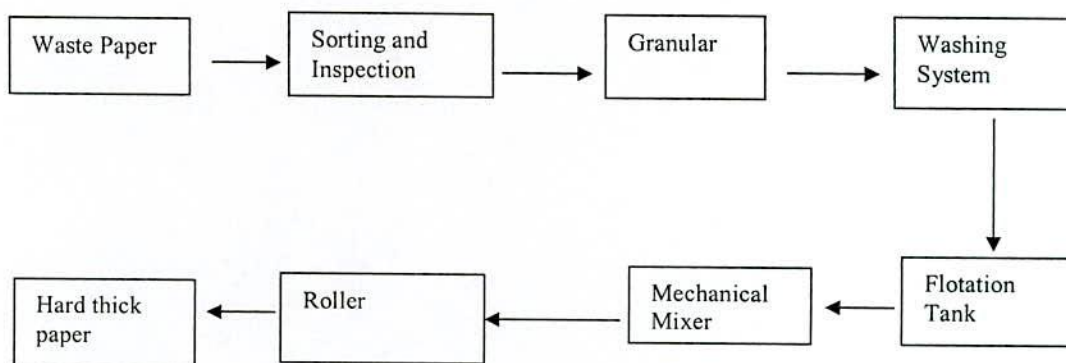 Waste Paper
Sorting and
Inspection
Granular
Washing
System
Hard thick
paper
Roller
Mechanical
Mixer
Flotation
Tank